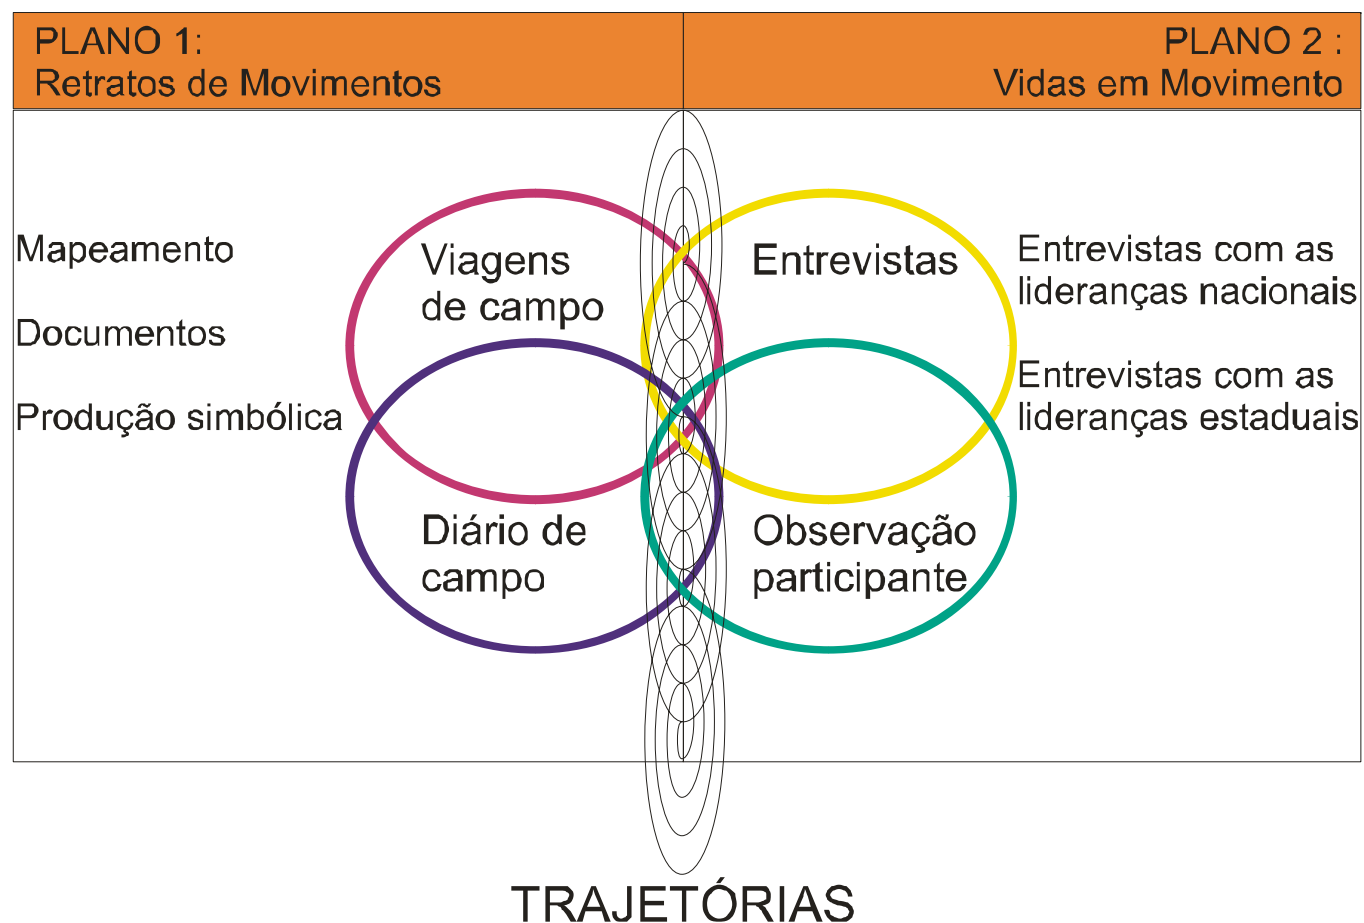 PLANO 1:
Retratos de Movimentos
PLANO 2 :
Vidas em Movimento
Mapeamento
Documentos
Produção simbólica
Viagens
de campo
Entrevistas
Diário de
campo
Observação
participante
Entrevistas com as
lideranças nacionais
Entrevistas com as
lideranças estaduais
TRAJETÓRIAS